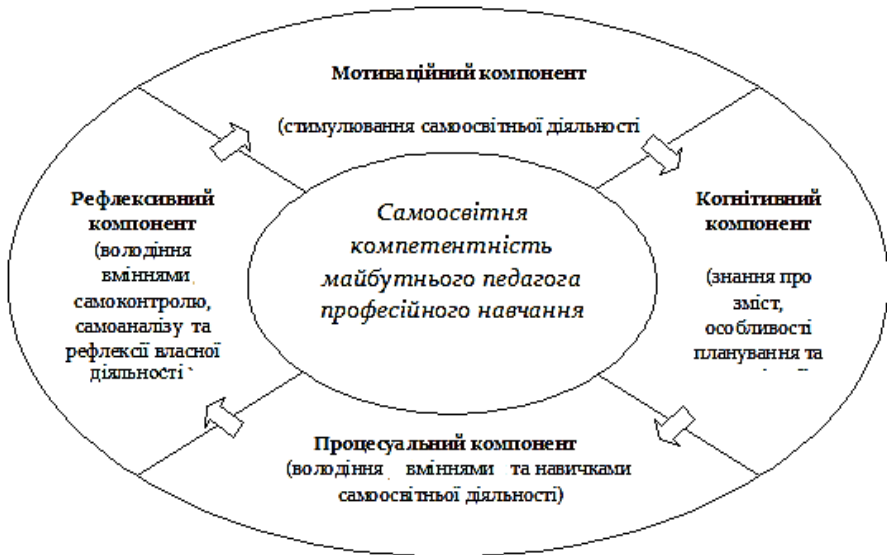 Мотиваційний компонент
(стимулювання самоосвітньої діяльності
Рефлексивний
компонент
(володіння
вміннями
самоконтролю,
самоаналізу та
рефлексії власної
діяльності
Самоосвітня
компетентність
майбутнього педагога
професійного навчання
Когнітивний
компонент
(знання про
зміст,
особливості
планування та
Процесуальний компонент
(володіння вміннями та навичками
самоосвітньої діяльності)